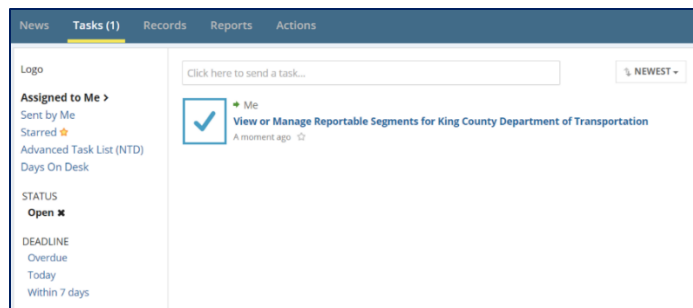 News Tasks (1) Records Reports Actions
Logo
Assigned to Me >
Sent by Me
Starred
Advanced Task List (NTD)
Days On Desk
STATUS
Open ✖
DEADLINE
Overdue
Today
Within 7 days
Click here to send a task...
NEWEST
Me
View or Manage Reportable Segments for King County Department of Transportation
A moment ago